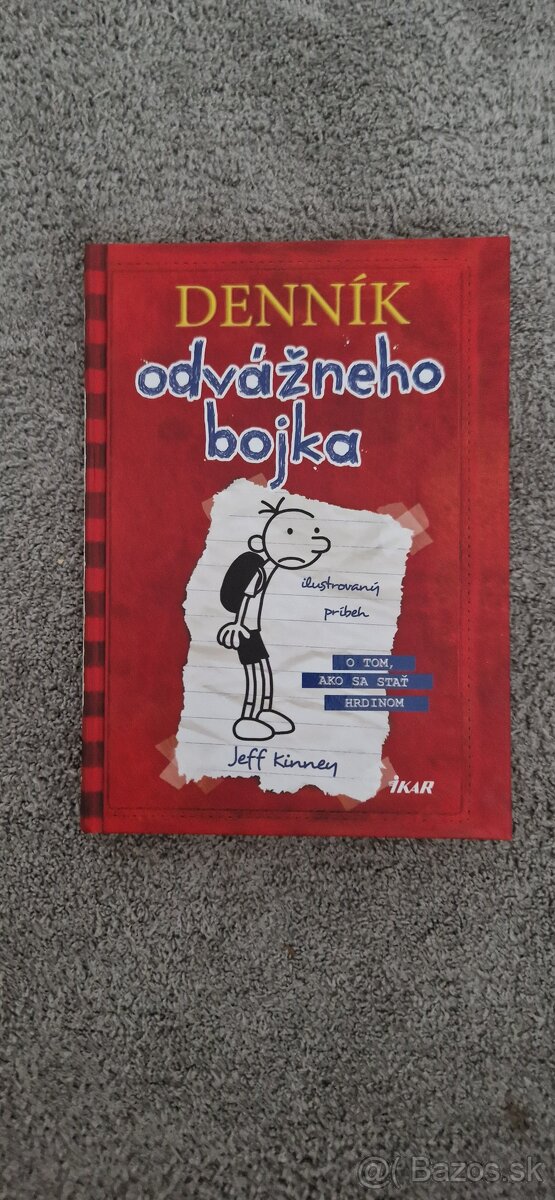 DENNÍK
odvážneho
bojka
ilustrovaný
príbeh
O TOM,
AKO SA STAŤ
HRDINOM
Jeff Kinney
IKAR
@( Bazos.sk